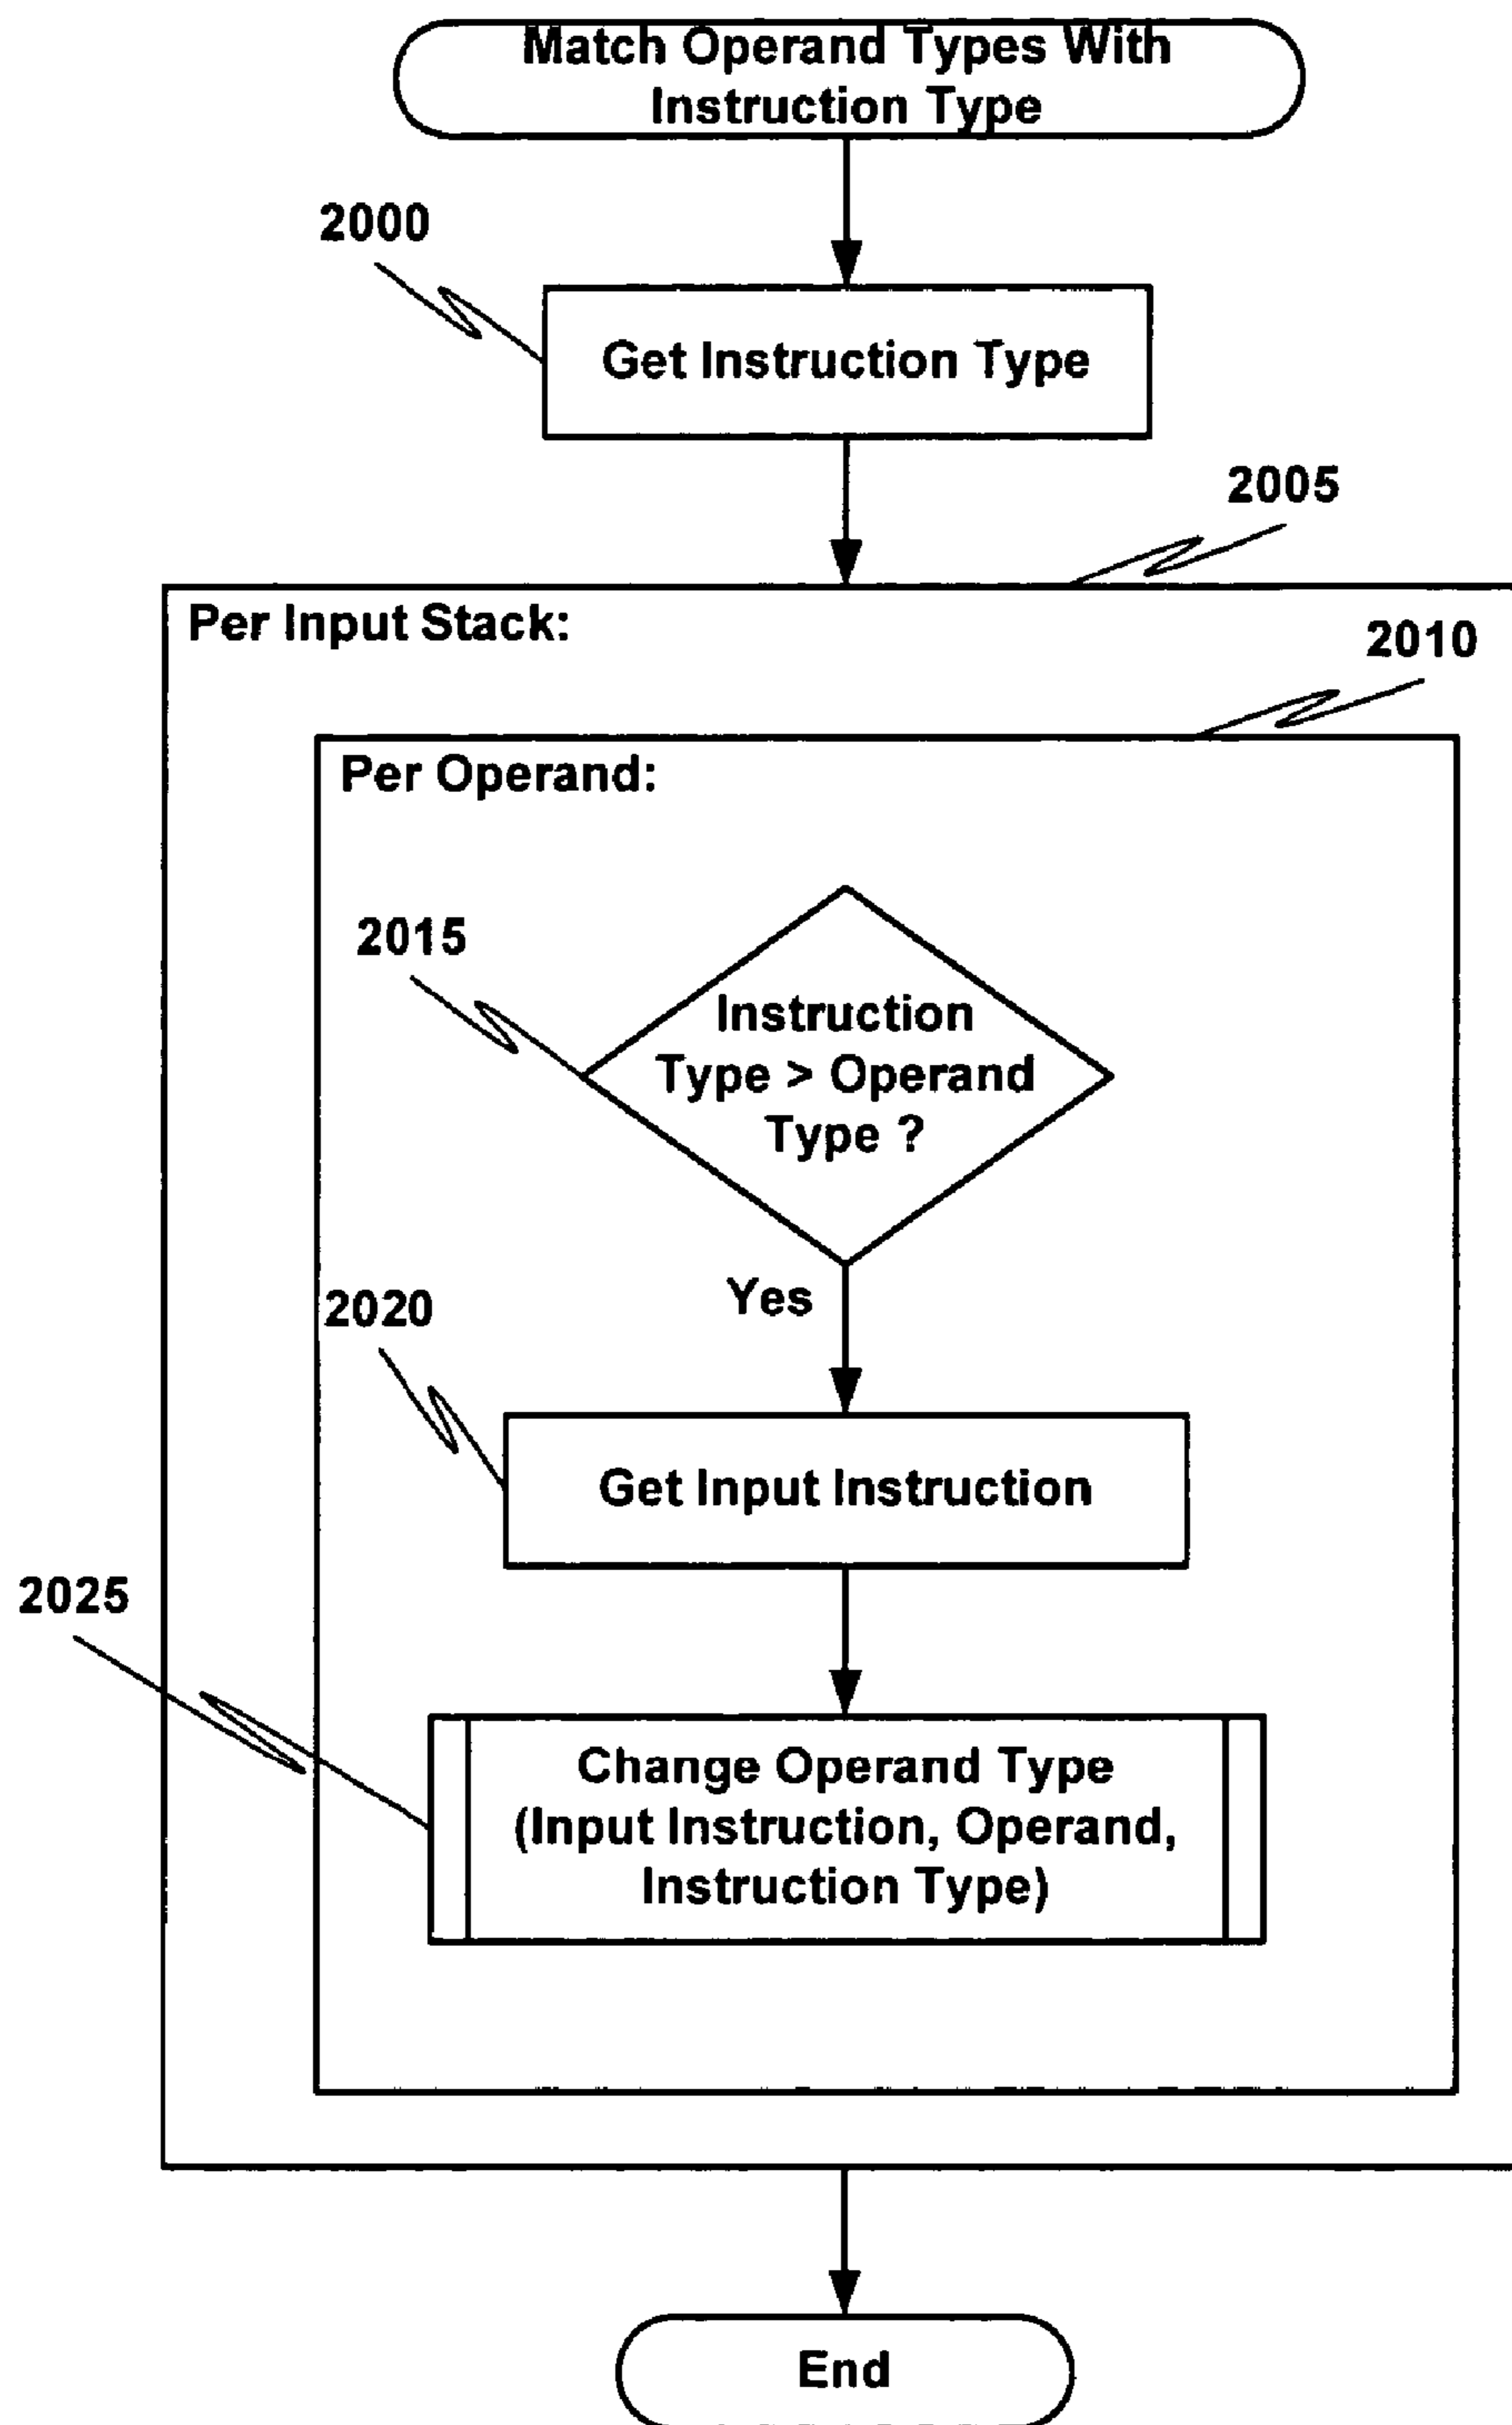 Match Operand Types With
Instruction Type
2000
Get Instruction Type
2005
Per Input Stack:
2010
Per Operand:
2015
Instruction
Type > Operand
Type ?
Yes
2020
Get Input Instruction
2025
Change Operand Type
(Input Instruction, Operand,
Instruction Type)
End